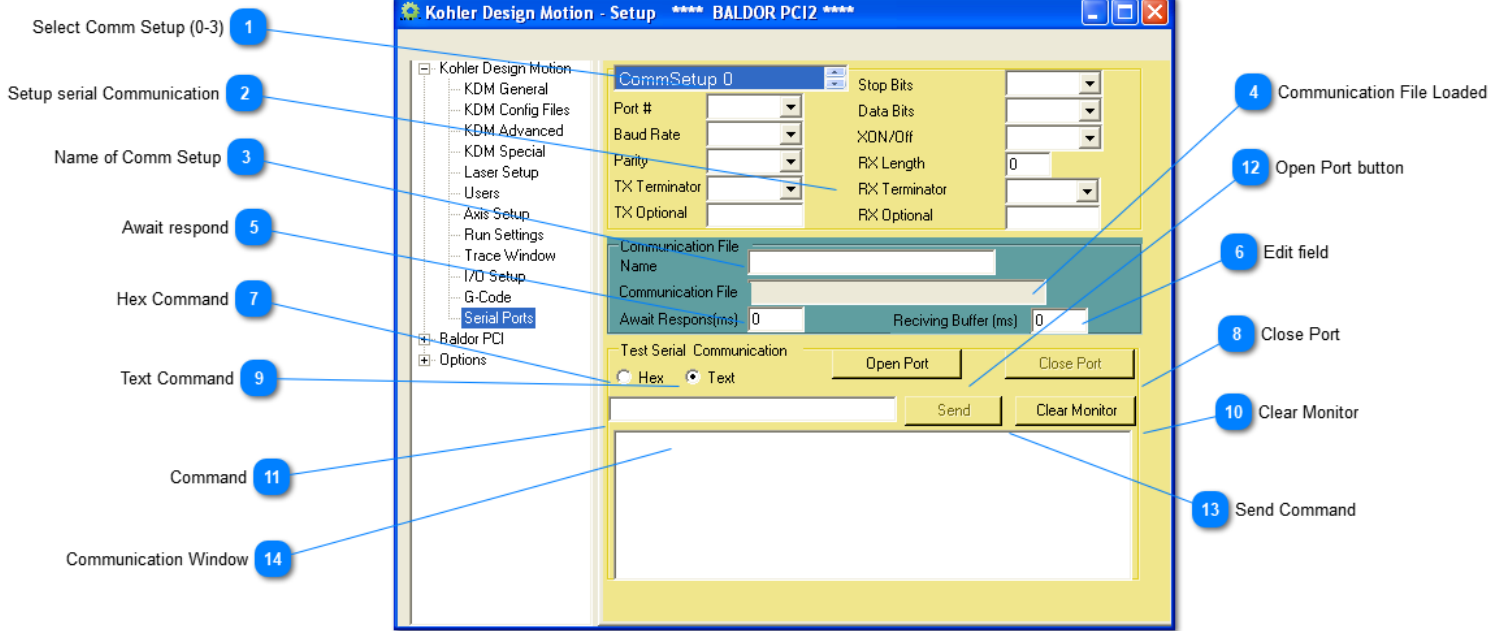 Kohler Design Motion - Setup **** BALDOR PCI2 ****
Select Comm Setup (0-3) 1
Setup serial Communication 2
Name of Comm Setup 3
Await respond 5
Hex Command 7
Text Command 9
Command 11
Communication Window 14
Kohler Design Motion
KDM General
KDM Config Files
KDM Advanced
KDM Special
Laser Setup
Users
Axis Setup
Run Settings
Trace Window
I/O Setup
G-Code
Serial Ports
Baldor PCI
Options
CommSetup 0
Port #
Baud Rate
Parity
TX Terminator
TX Optional
Stop Bits
Data Bits
XON/Off
RX Length 0
RX Terminator
RX Optional
Communication File
Name
Communication File
Await Respons(ms) 0 Reciving Buffer (ms) 0
Test Serial Communication
Hex Text
Open Port Close Port
Send Clear Monitor
4 Communication File Loaded
12 Open Port button
6 Edit field
8 Close Port
10 Clear Monitor
13 Send Command